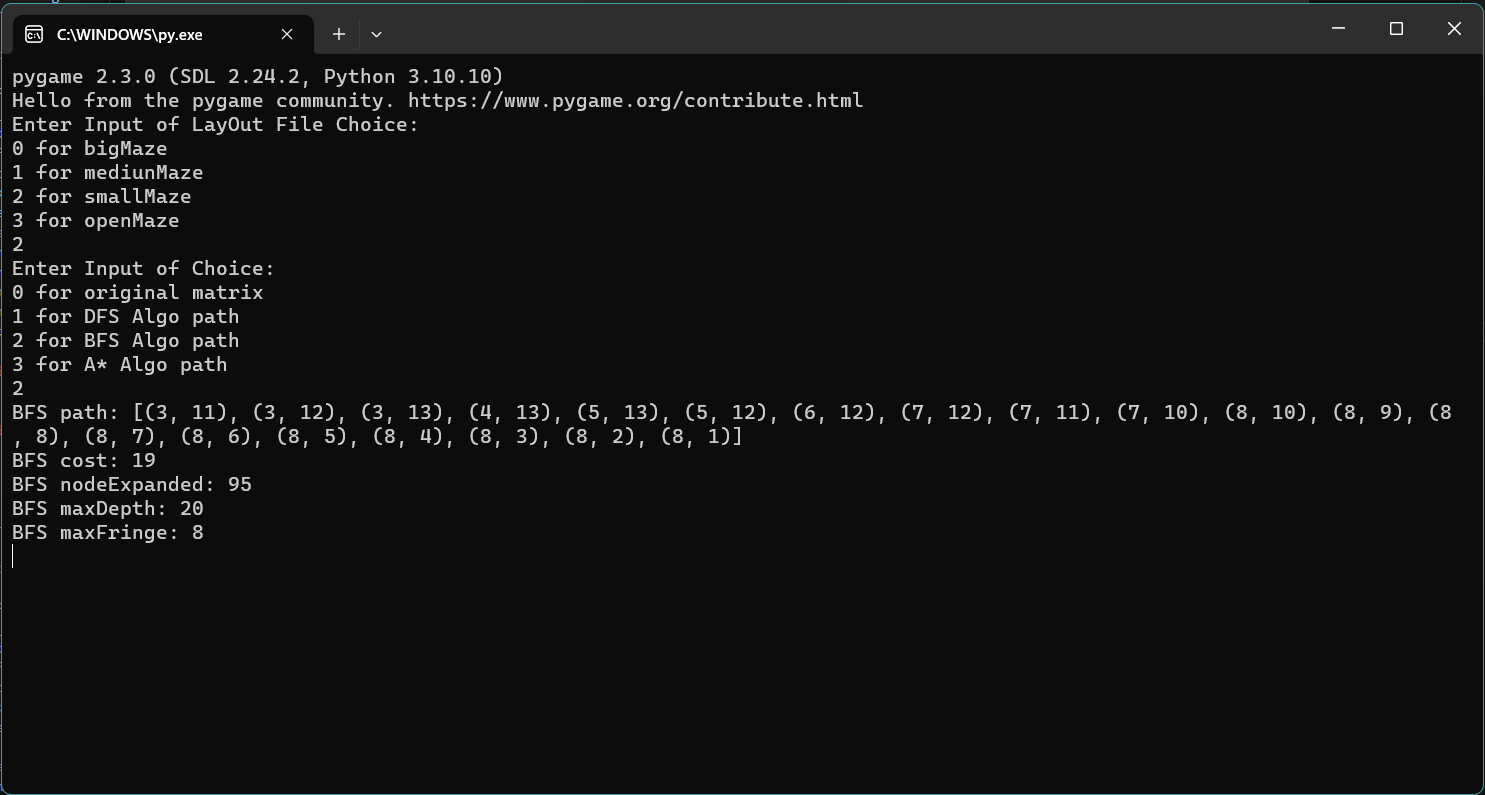 C:\WINDOWS\py.exe
pygame 2.3.0 (SDL 2.24.2, Python 3.10.10)
Hello from the pygame community. https://www.pygame.org/contribute.html
Enter Input of LayOut File Choice:
0 for bigMaze
1 for mediunMaze
2 for smallMaze
3 for openMaze
2
Enter Input of Choice:
0 for original matrix
1 for DFS Algo path
2 for BFS Algo path
3 for A* Algo path
2
BFS path: [(3, 11), (3, 12), (3, 13), (4, 13), (5, 13), (5, 12), (6, 12), (7, 12), (7, 11), (7, 10), (8, 10), (8, 9), (8
, 8), (8, 7), (8, 6), (8, 5), (8, 4), (8, 3), (8, 2), (8, 1)]
BFS cost: 19
BFS nodeExpanded: 95
BFS maxDepth: 20
BFS maxFringe: 8